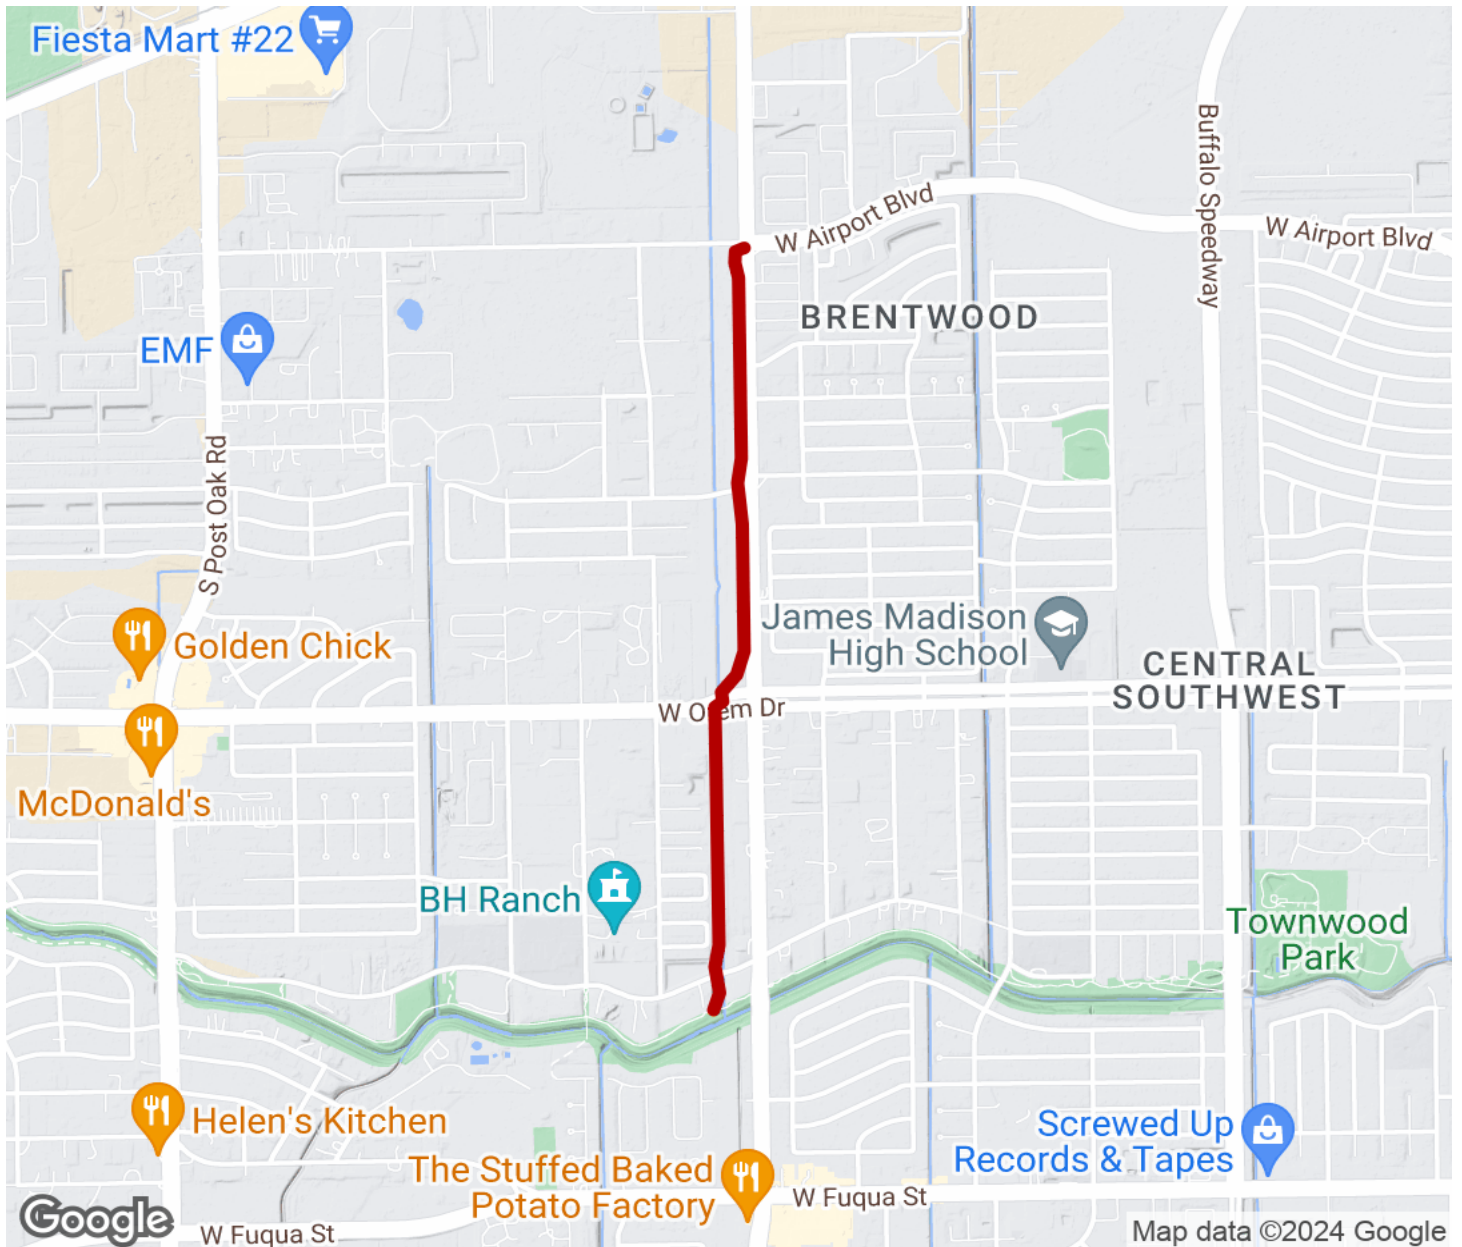 Fiesta Mart #22
Buffalo Speedway
W Airport Blvd
W Airport Blvd
BRENTWOOD
EMF
S Post Oak Rd
James Madison
High School
Golden Chick
CENTRAL
SOUTHWEST
W Orem Dr
McDonald's
BH Ranch
Townwood
Park
Helen's Kitchen
Screwed Up
Records & Tapes
The Stuffed Baked
Potato Factory
W Fuqua St
W Fuqua St
Google
Map data ©2024 Google